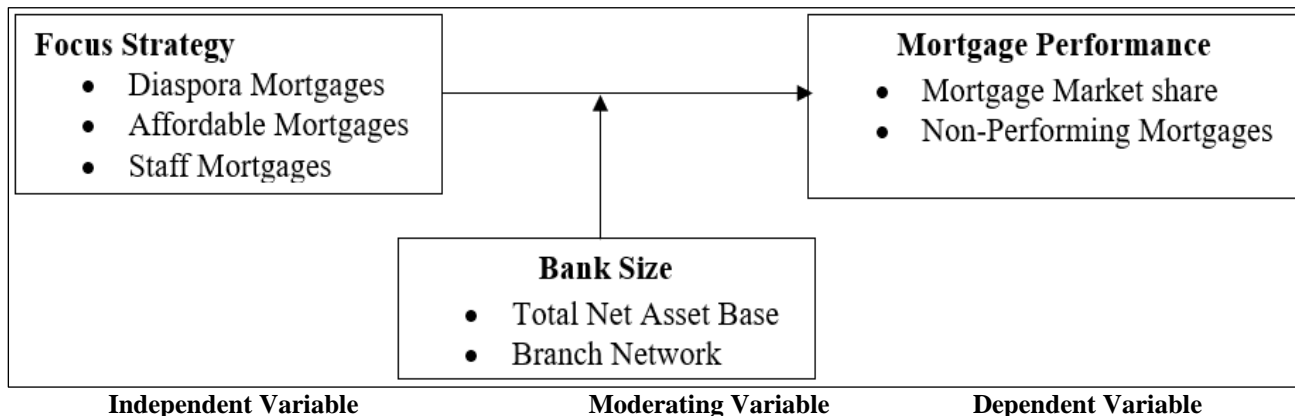 Focus Strategy
• Diaspora Mortgages
• Affordable Mortgages
• Staff Mortgages
Mortgage Performance
• Mortgage Market share
• Non-Performing Mortgages
Bank Size
• Total Net Asset Base
• Branch Network
Independent Variable
Moderating Variable
Dependent Variable